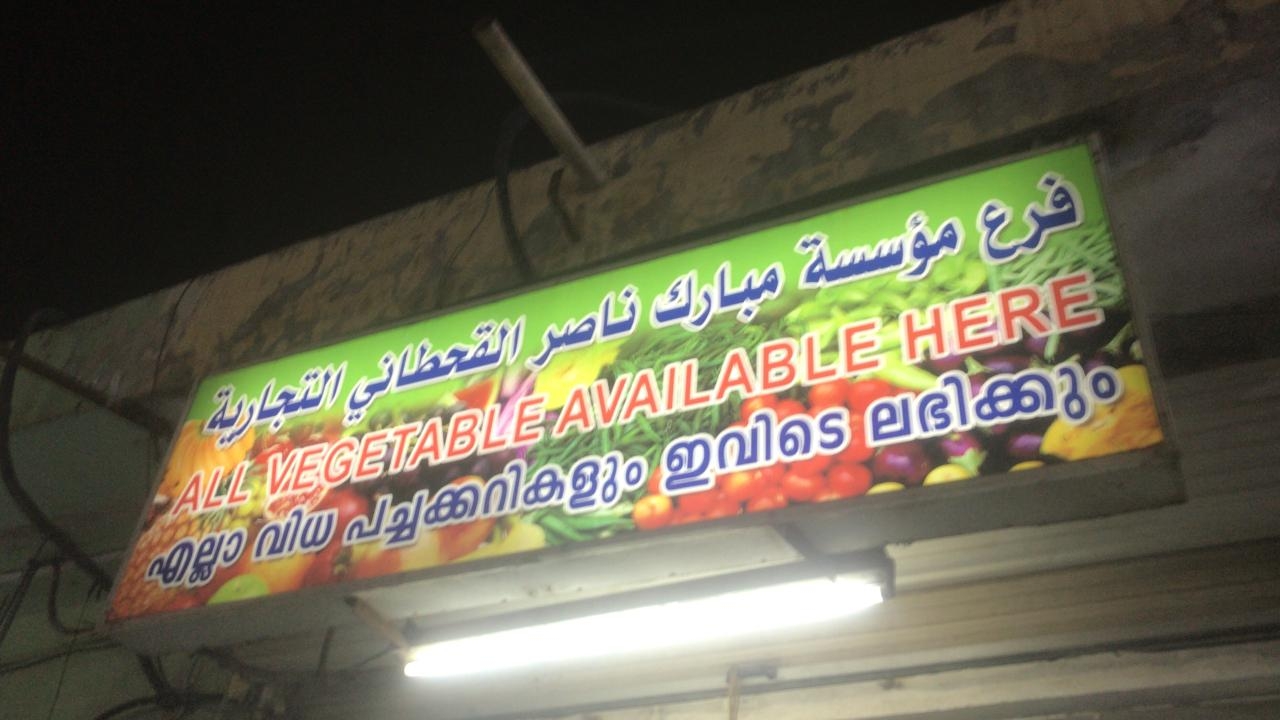 فرع مؤسسة مبارك ناصر القحطاني التجارية
ALL VEGETABLE AVAILABLE HERE
എല്ലാ വിധ പച്ചക്കറികളും ഇവിടെ ലഭിക്കും